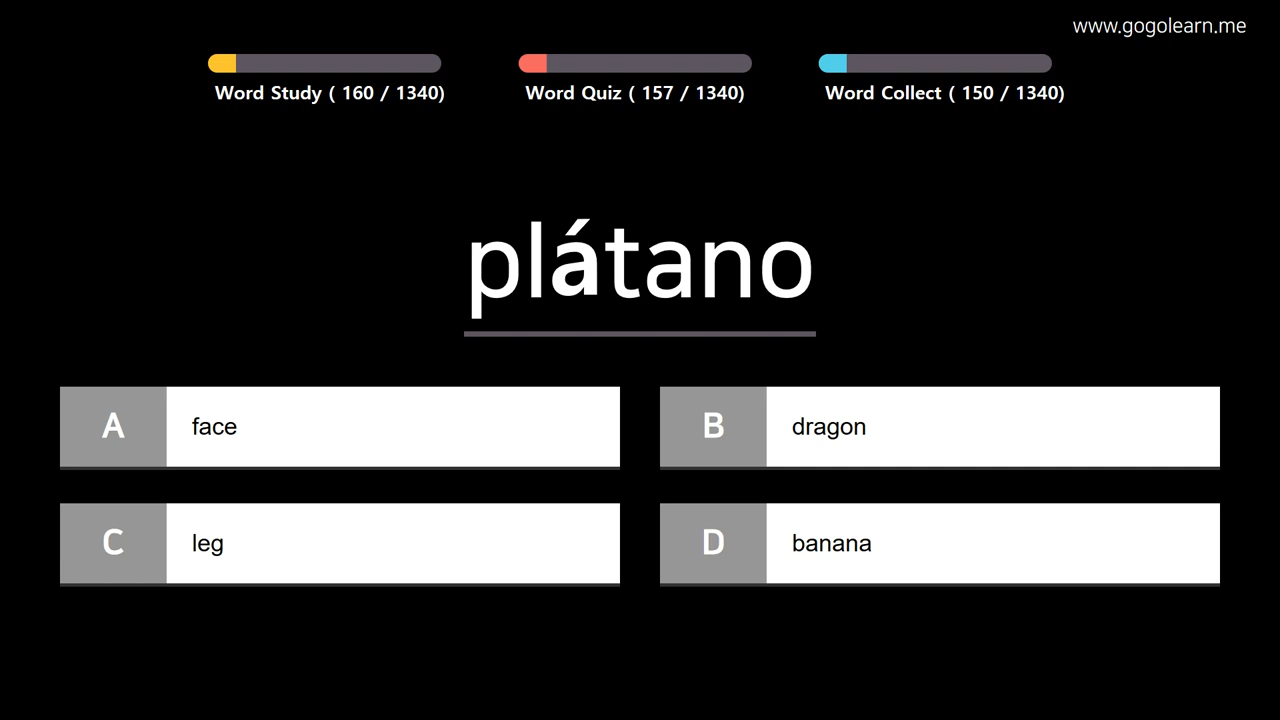 www.gogolearn.me
Word Study ( 160 / 1340)
Word Quiz ( 157 / 1340)
Word Collect ( 150 / 1340)
plátano
A face
B dragon
C leg
D banana